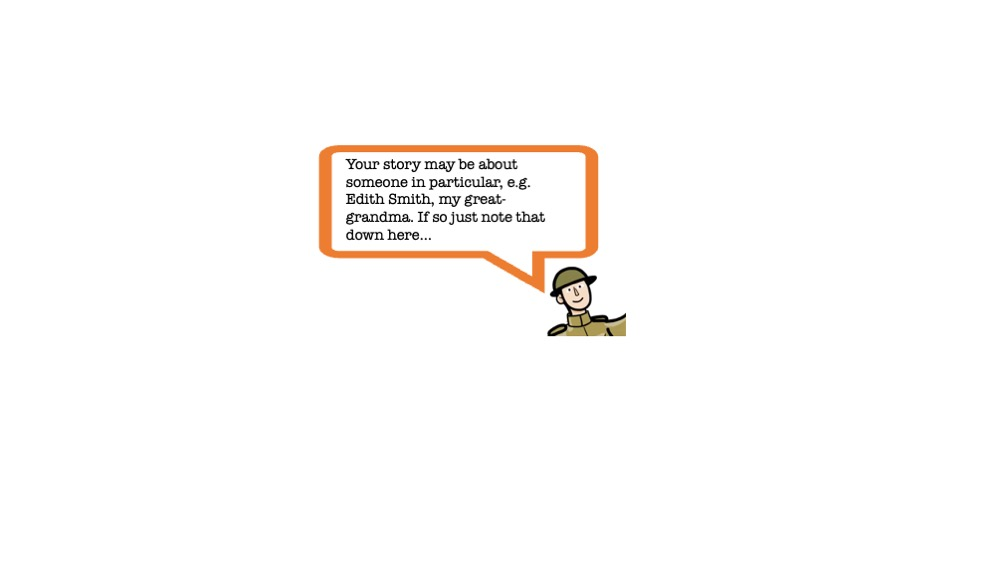 Your story may be about
someone in particular, e.g.
Edith Smith, my great-
grandma. If so just note that
down here...